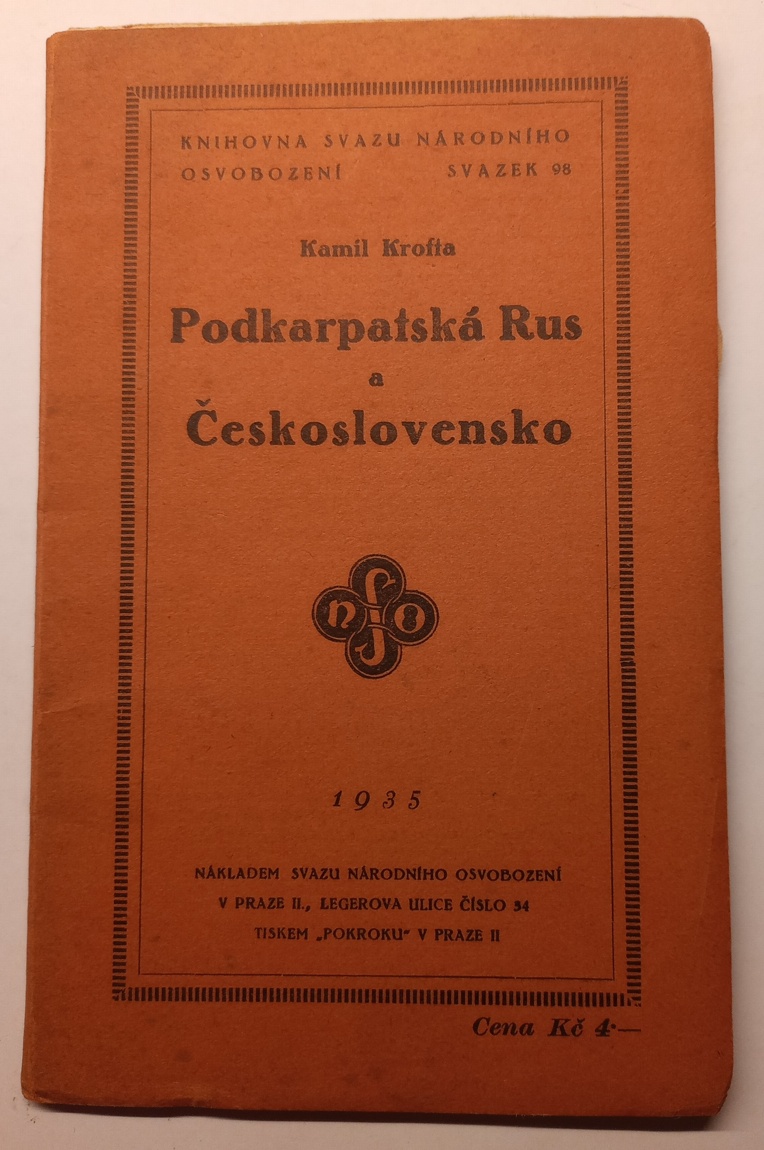 KNIHOVNA SVAZU NÁRODNÍHO
OSVOBOZENÍ SVAZEK 98
Kamil Krofta
Podkarpatská Rus
a
Československo
S
n O
S
1935
NÁKLADEM SVAZU NÁRODNÍHO OSVOBOZENÍ
V PRAZE II., LEGEROVA ULICE ČÍSLO 34
TISKEM „POKROKU“ V PRAZE II
Cena Kč 4·—